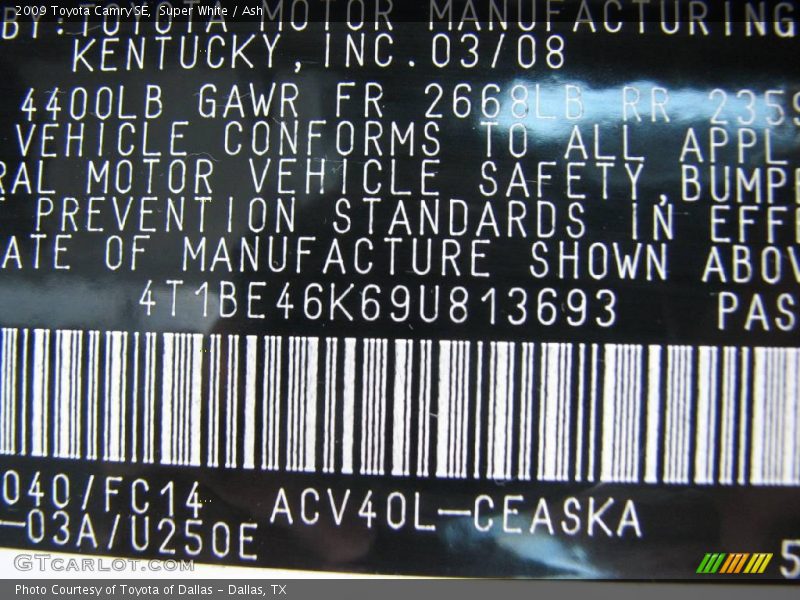 2009 Toyota Camry SE, Super White / Ash
BY: TOYOTA MOTOR MANUFACTURING
KENTUCKY, INC. 03/08
4400LB GAWR FR 2668LB RR 2359
VEHICLE CONFORMS TO ALL APPL
RAL MOTOR VEHICLE SAFETY, BUMPE
PREVENTION STANDARDS IN EFFE
ATE OF MANUFACTURE SHOWN ABOV
4T1BE46K69U813693 PAS
040/FC14 ACV40L-CEASKA
-03A/U250E
5
GTCARLOT.COM
Photo Courtesy of Toyota of Dallas - Dallas, TX